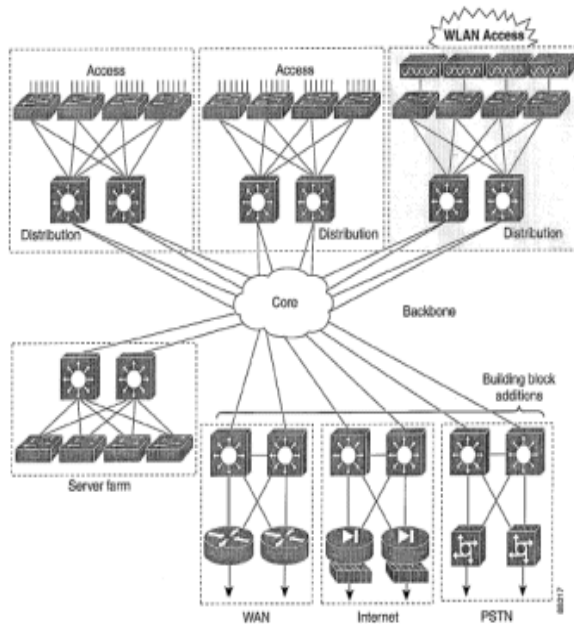 WLAN Access
Access
Access
Distribution
Distribution
Distribution
Core
Backbone
Building block
additions
Server farm
WAN
Internet
PSTN